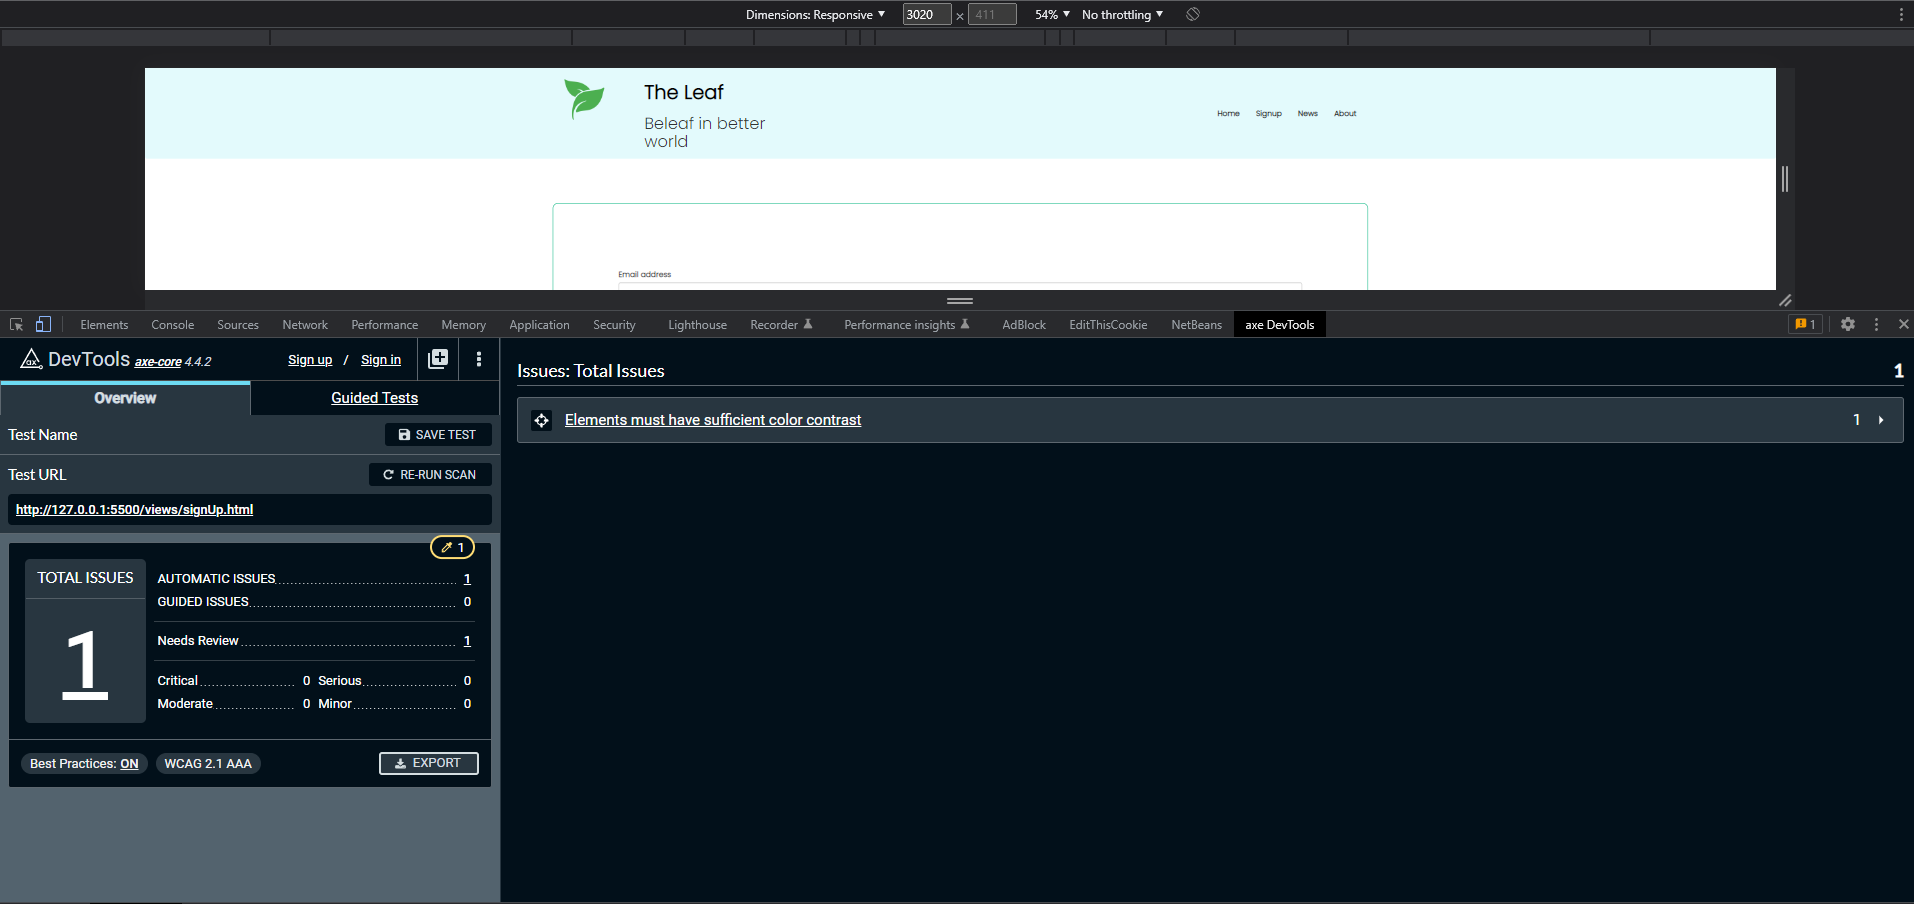 Dimensions: Responsive 3020 × 411 54% No throttling
The Leaf
Beleaf in better
world
Home Signup News About
Email address
Elements Console Sources Network Performance Memory Application Security Lighthouse Recorder Performance insights AdBlock EditThisCookie NetBeans axe DevTools 1
ax DevTools axe-core 4.4.2 Sign up / Sign in
Overview Guided Tests
Test Name SAVE TEST
Test URL RE-RUN SCAN
http://127.0.0.1:5500/views/signUp.html
1
TOTAL ISSUES
1
AUTOMATIC ISSUES 1
GUIDED ISSUES 0
Needs Review 1
Critical 0 Serious 0
Moderate 0 Minor 0
Best Practices: ON WCAG 2.1 AAA EXPORT
Issues: Total Issues 1
Elements must have sufficient color contrast 1